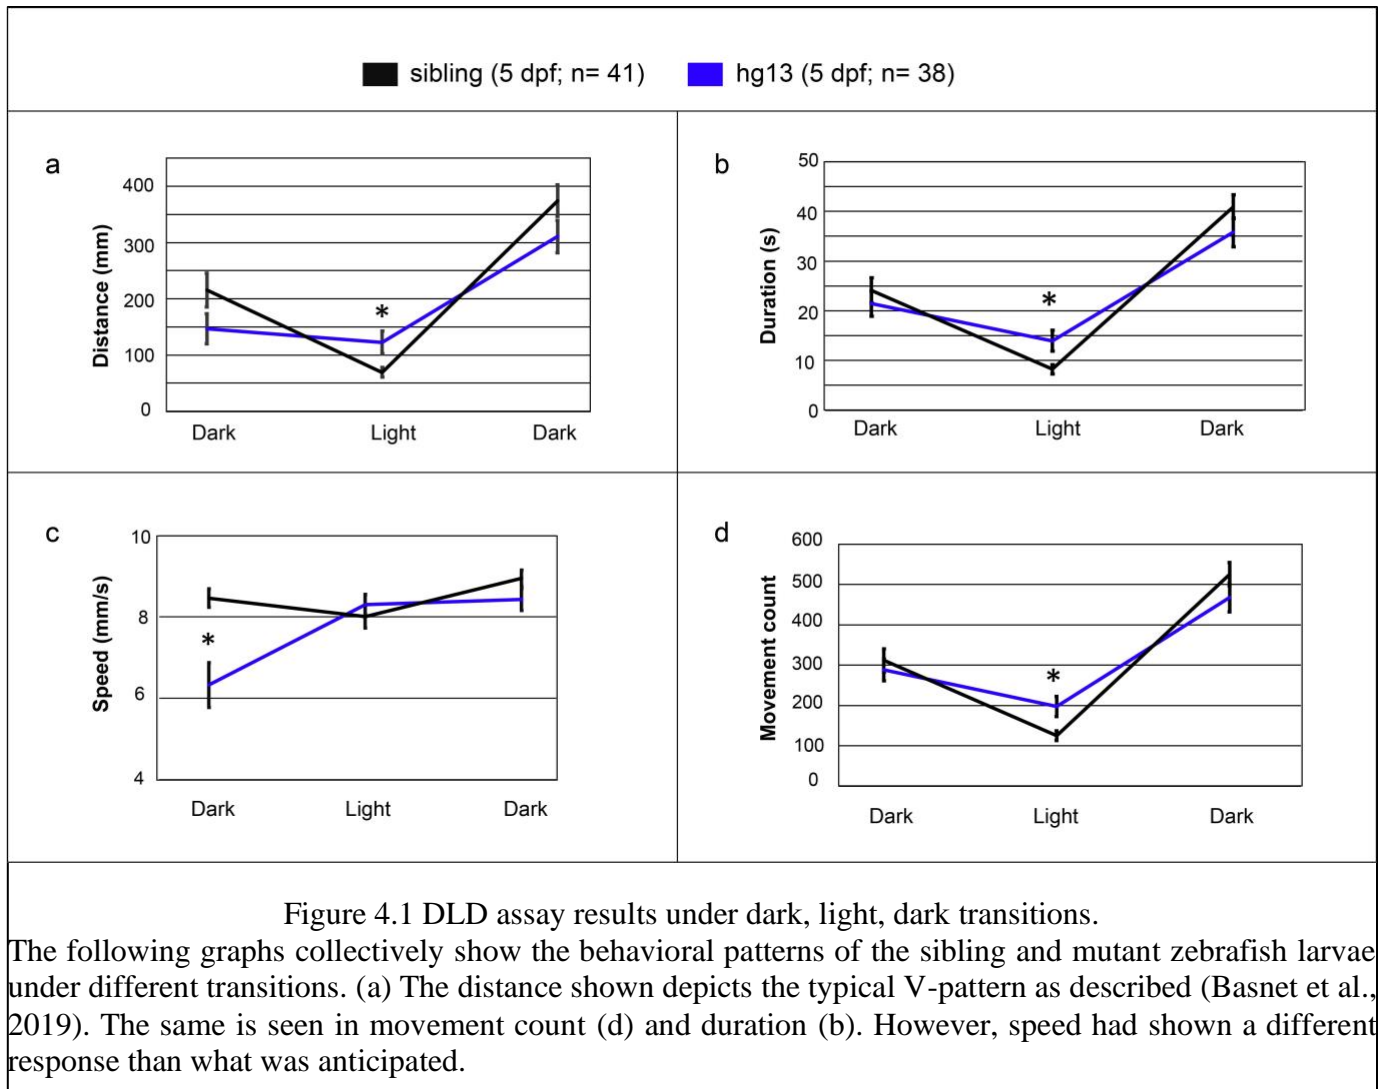 sibling (5 dpf; n= 41) hg13 (5 dpf; n= 38)
a
Distance (mm)
400
300
200
100
0
*
Dark Light Dark
b
Duration (s)
50
40
30
20
10
0
*
Dark Light Dark
c
Speed (mm/s)
10
8
6
4
*
Dark Light Dark
d
Movement count
600
500
400
300
200
100
0
*
Dark Light Dark
Figure 4.1 DLD assay results under dark, light, dark transitions.
The following graphs collectively show the behavioral patterns of the sibling and mutant zebrafish larvae
under different transitions. (a) The distance shown depicts the typical V-pattern as described (Basnet et al.,
2019). The same is seen in movement count (d) and duration (b). However, speed had shown a different
response than what was anticipated.